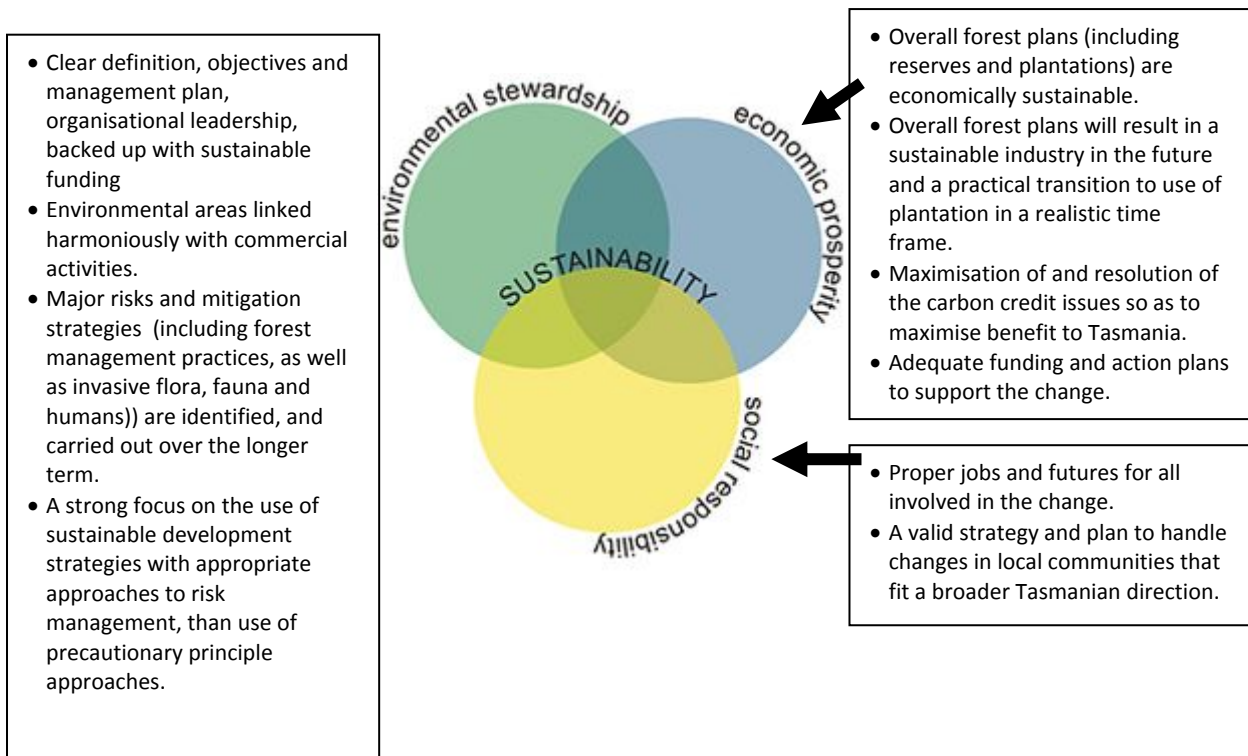 • Clear definition, objectives and
management plan,
organisational leadership,
backed up with sustainable
funding
• Environmental areas linked
harmoniously with commercial
activities.
• Major risks and mitigation
strategies  (including forest
management practices, as well
as invasive flora, fauna and
humans)) are identified, and
carried out over the longer
term.
• A strong focus on the use of
sustainable development
strategies with appropriate
approaches to risk
management, than use of
precautionary principle
approaches.
environmental stewardship
economic prosperity
SUSTAINABILITY
social responsibility
• Overall forest plans (including
reserves and plantations) are
economically sustainable.
• Overall forest plans will result in a
sustainable industry in the future
and a practical transition to use of
plantation in a realistic time
frame.
• Maximisation of and resolution of
the carbon credit issues so as to
maximise benefit to Tasmania.
• Adequate funding and action plans
to support the change.
• Proper jobs and futures for all
involved in the change.
• A valid strategy and plan to handle
changes in local communities that
fit a broader Tasmanian direction.